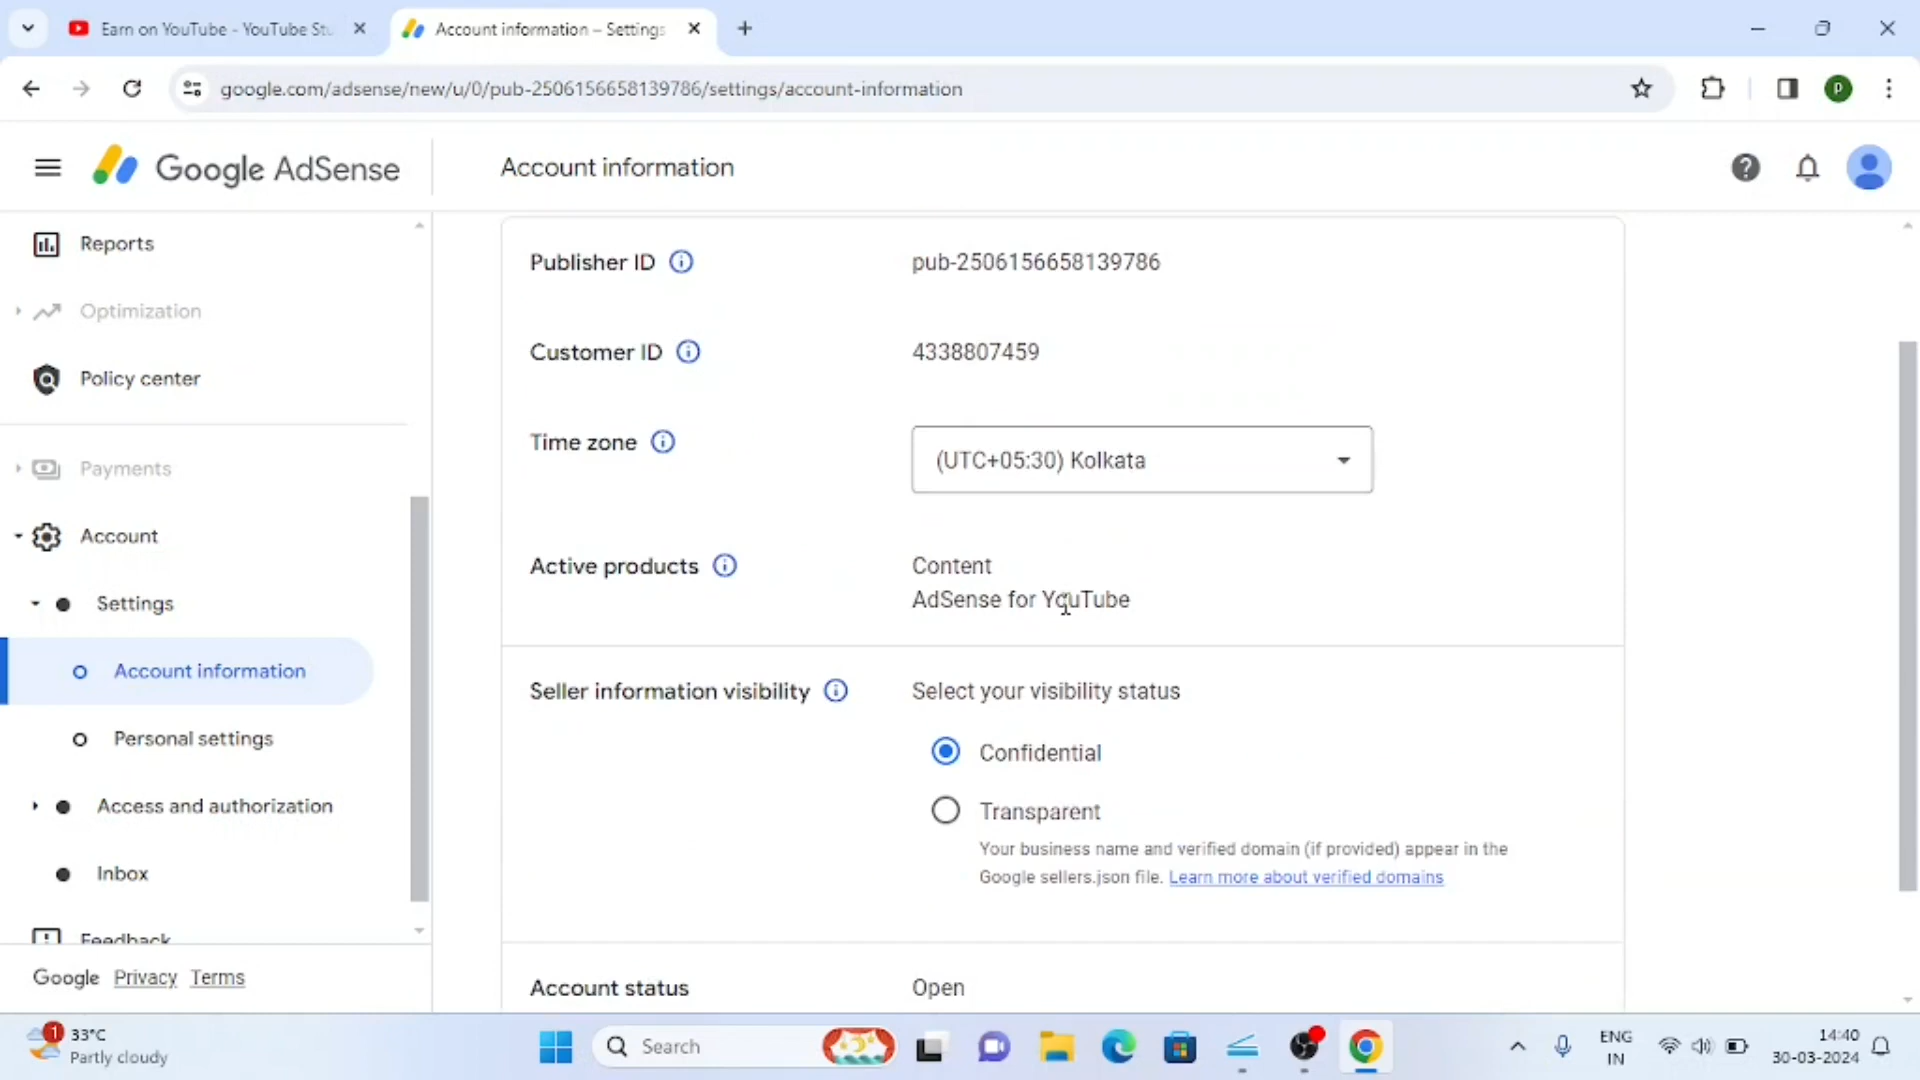 Earn on YouTube - YouTube Stu
Account information – Settings
google.com/adsense/new/u/0/pub-2506156658139786/settings/account-information
P
Google AdSense
Account information
Reports
Optimization
Policy center
Payments
Account
Settings
Account information
Personal settings
Access and authorization
Inbox
Feedback
Google Privacy Terms
Publisher ID
pub-2506156658139786
Customer ID
4338807459
Time zone
(UTC+05:30) Kolkata
Active products
Content
AdSense for YouTube
Seller information visibility
Select your visibility status
Confidential
Transparent
Your business name and verified domain (if provided) appear in the
Google sellers.json file. Learn more about verified domains
Account status
Open
1
33°C
Partly cloudy
Search
ENG
IN
14:40
30-03-2024